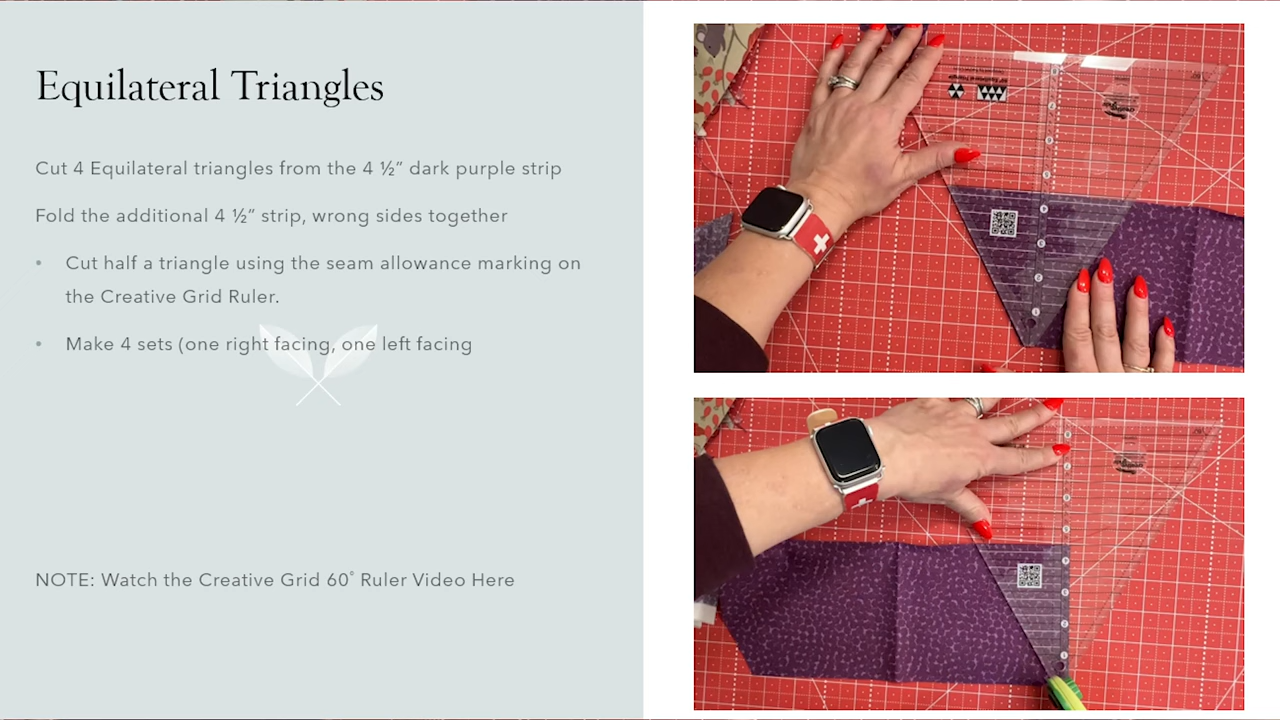 Equilateral Triangles
Cut 4 Equilateral triangles from the 4 ½” dark purple strip
Fold the additional 4 ½” strip, wrong sides together
• Cut half a triangle using the seam allowance marking on
the Creative Grid Ruler.
• Make 4 sets (one right facing, one left facing
NOTE: Watch the Creative Grid 60° Ruler Video Here